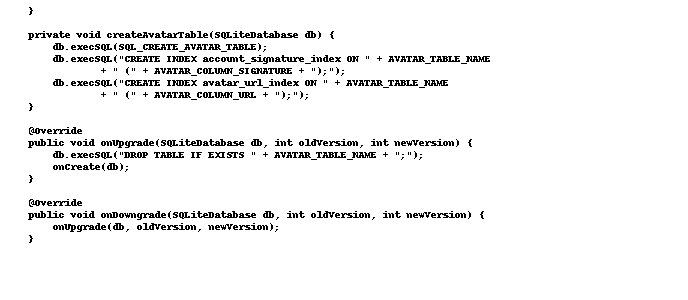 }
private void createAvatarTable(SQLiteDatabase db) {
db.execSQL(SQL_CREATE_AVATAR_TABLE);
db.execSQL("CREATE INDEX account_signature_index ON " + AVATAR_TABLE_NAME
+ " (" + AVATAR_COLUMN_SIGNATURE + ");");
db.execSQL("CREATE INDEX avatar_url_index ON " + AVATAR_TABLE_NAME
+ " (" + AVATAR_COLUMN_URL + ");");
}
@Override
public void onUpgrade(SQLiteDatabase db, int oldVersion, int newVersion) {
db.execSQL("DROP TABLE IF EXISTS " + AVATAR_TABLE_NAME + ";");
onCreate(db);
}
@Override
public void onDowngrade(SQLiteDatabase db, int oldVersion, int newVersion) {
onUpgrade(db, oldVersion, newVersion);
}